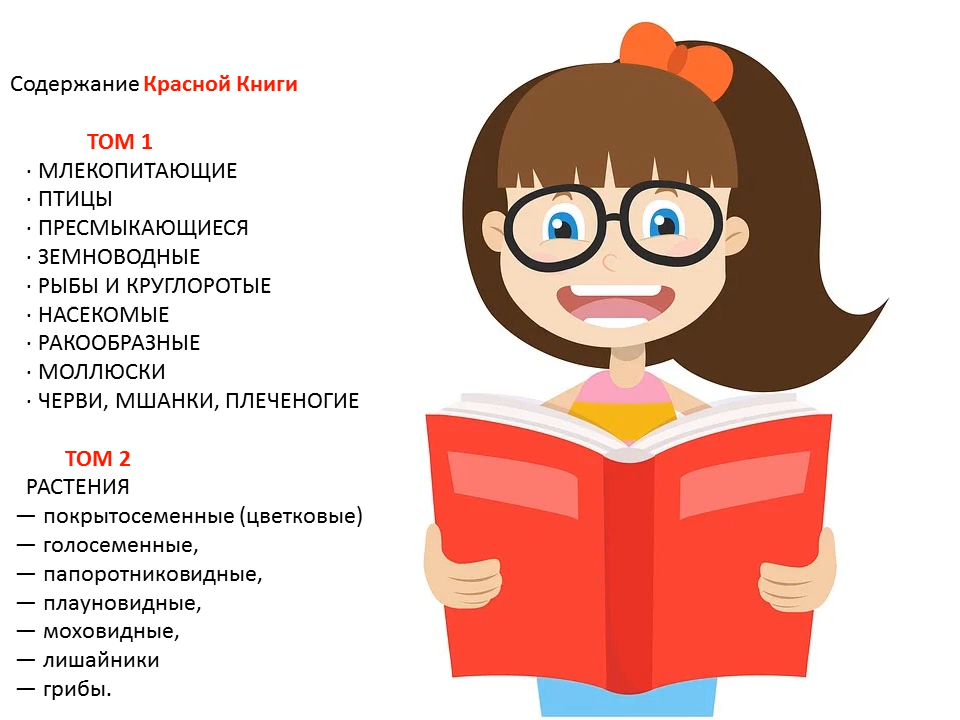 Содержание Красной Книги
ТОМ 1
· МЛЕКОПИТАЮЩИЕ
· ПТИЦЫ
· ПРЕСМЫКАЮЩИЕСЯ
· ЗЕМНОВОДНЫЕ
· РЫБЫ И КРУГЛОРОТЫЕ
· НАСЕКОМЫЕ
· РАКООБРАЗНЫЕ
· МОЛЛЮСКИ
· ЧЕРВИ, МШАНКИ, ПЛЕЧЕНОГИЕ
ТОМ 2
РАСТЕНИЯ
— покрытосеменные (цветковые)
— голосеменные,
— папоротниковидные,
— плауновидные,
— моховидные,
— лишайники
— грибы.